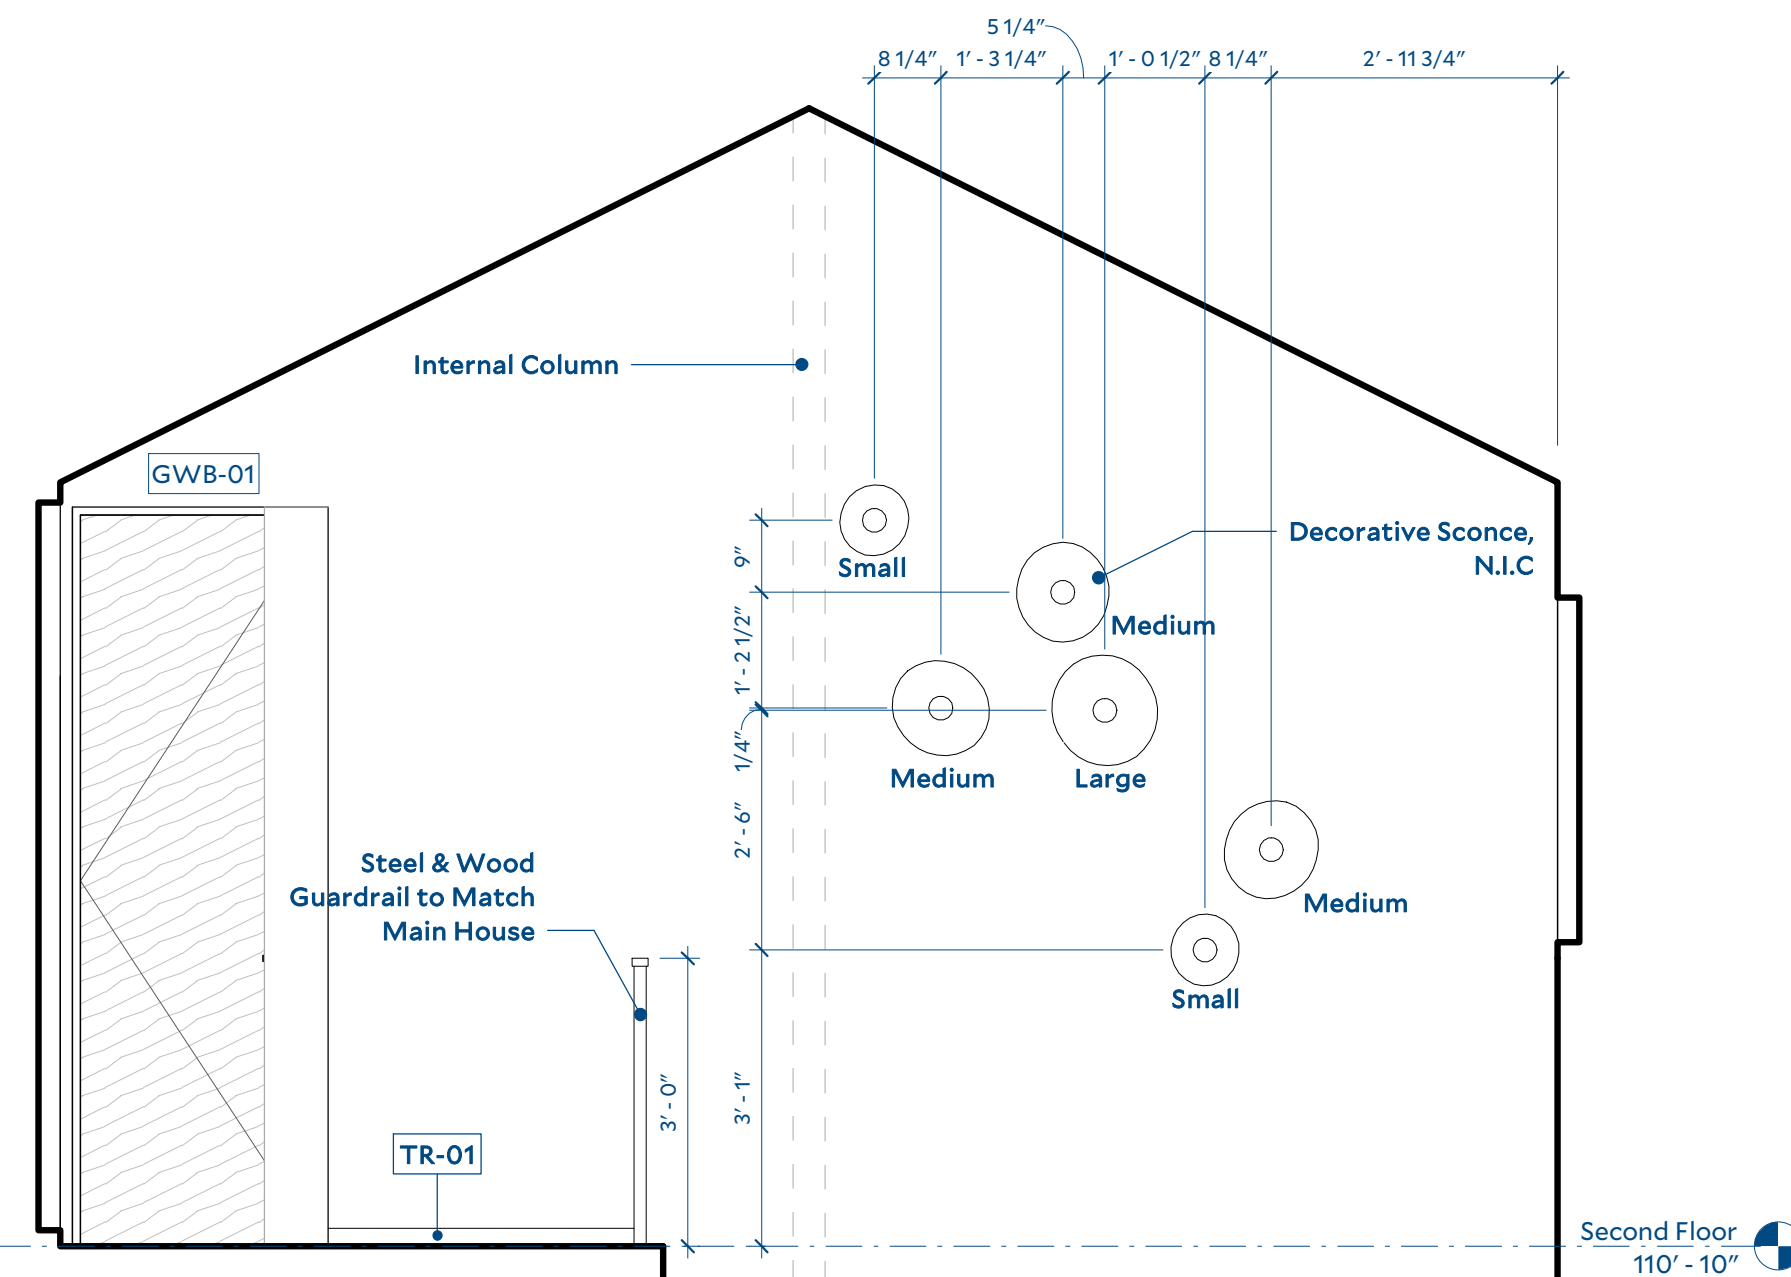 5 1/4"
8 1/4" 1' - 3 1/4" 1' - 0 1/2" 8 1/4" 2' - 11 3/4"
Internal Column
GWB-01
Decorative Sconce,
N.I.C
Small
9"
Medium
1' - 2 1/2"
1/4"
Medium
Large
2' - 6"
Steel & Wood
Guardrail to Match
Main House
Medium
Small
3' - 0"
3' - 1"
TR-01
Second Floor
110' - 10"